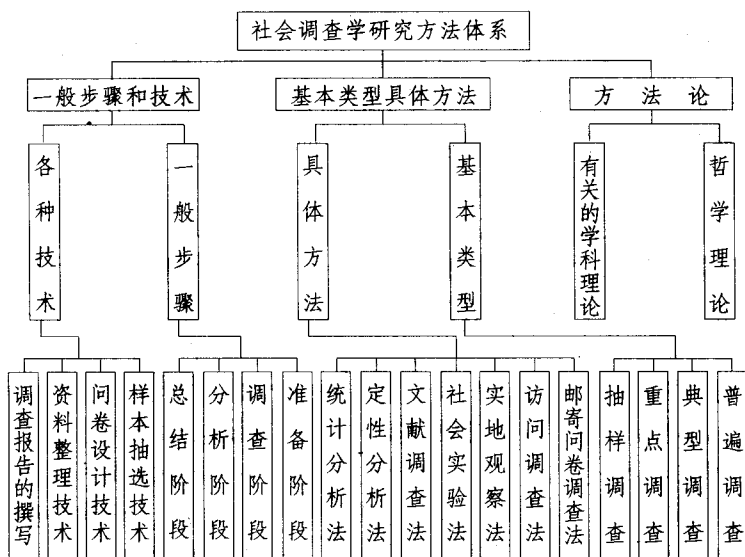 社会调查学研究方法体系
一般步骤和技术
基本类型具体方法
方法论
各种技术
一般步骤
具体方法
基本类型
有关的学科理论
哲学理论
调查报告的撰写
资料整理技术
问卷设计技术
样本抽选技术
总结阶段
分析阶段
调查阶段
准备阶段
统计分析法
定性分析法
文献调查法
社会实验法
实地观察法
访问调查法
邮寄问卷调查法
抽样调查
重点调查
典型调查
普遍调查